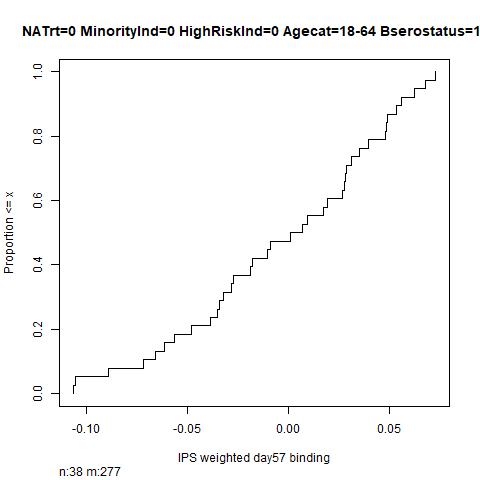 NATrt=0 MinorityInd=0 HighRiskInd=0 Agecat=18-64 Bserostatus=1
Proportion <= x
1.0
0.8
0.6
0.4
0.2
0.0
-0.10 -0.05 0.00 0.05
IPS weighted day57 binding
n:38 m:277